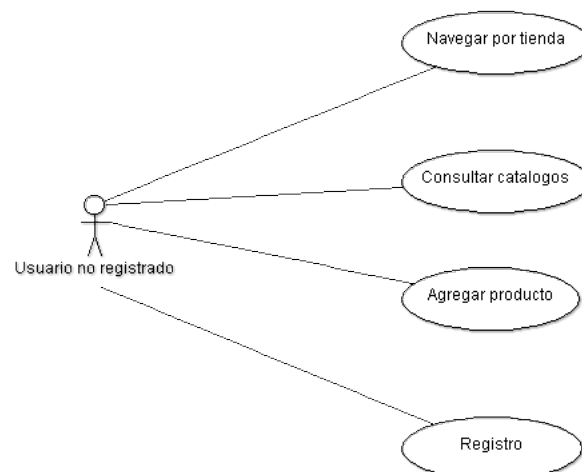 Navegar por tienda
Consultar catalogos
Usuario no registrado
Agregar producto
Registro